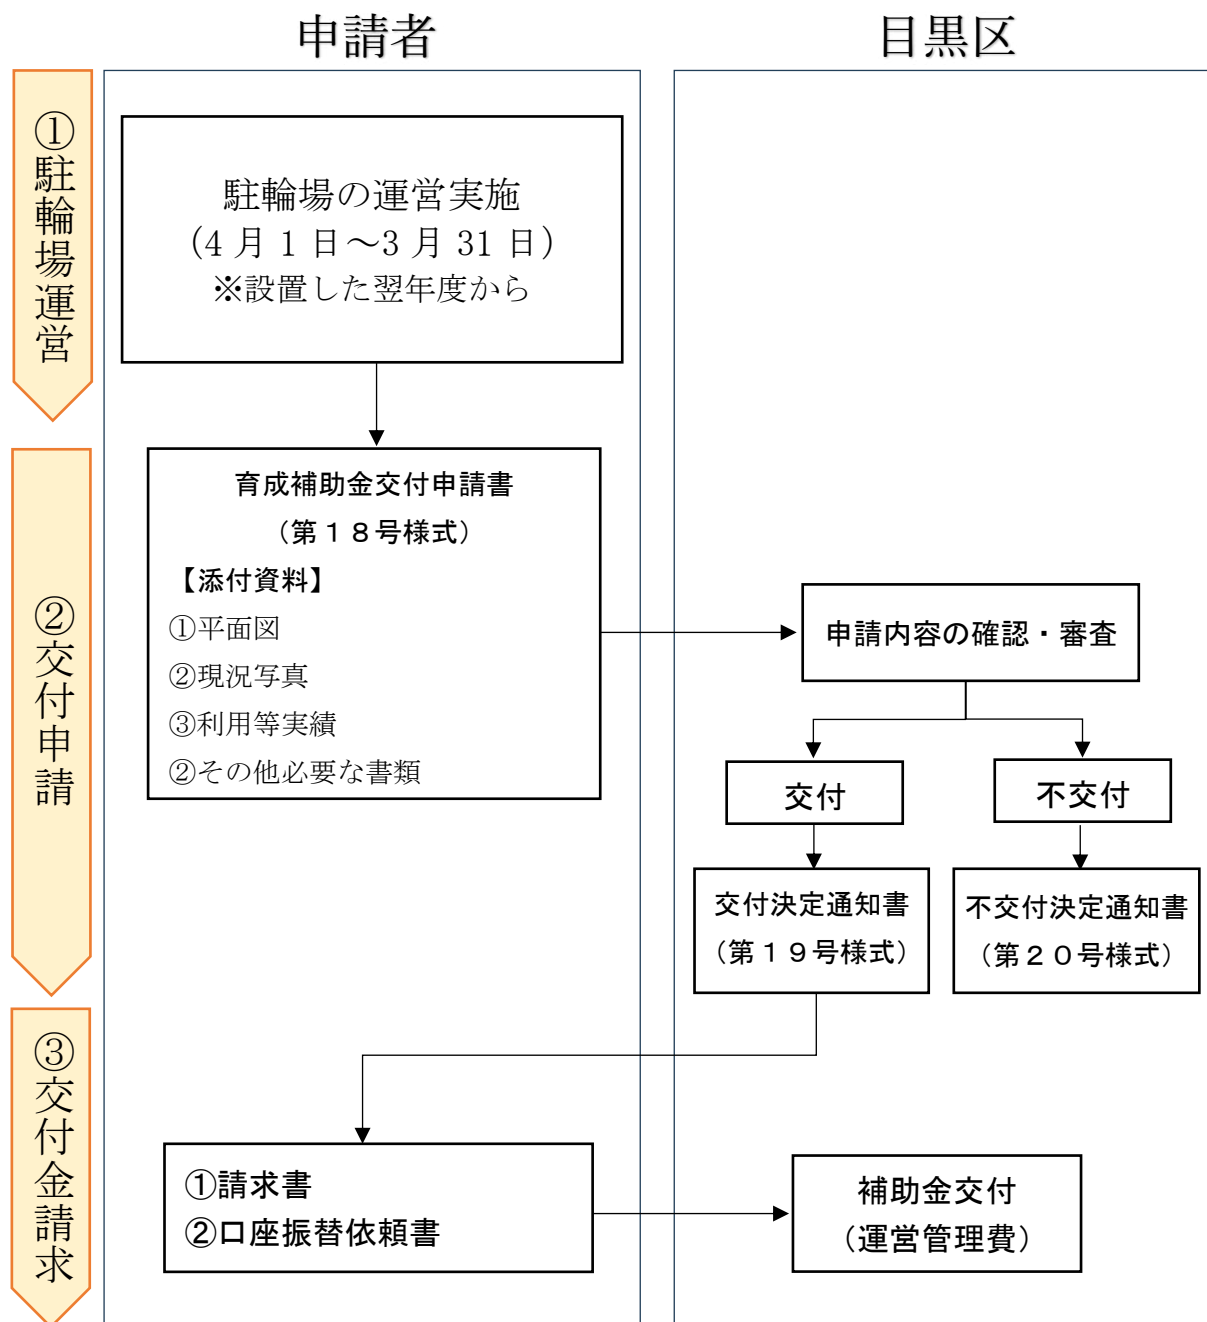 申請者
目黒区
①駐輪場運営
駐輪場の運営実施
（4 月 1 日～3 月 31 日）
※設置した翌年度から
②交付申請
育成補助金交付申請書
（第１８号様式）
【添付資料】
①平面図
②現況写真
③利用等実績
②その他必要な書類
申請内容の確認・審査
交付
不交付
交付決定通知書
（第１９号様式）
不交付決定通知書
（第２０号様式）
③交付金請求
①請求書
②口座振替依頼書
補助金交付
（運営管理費）